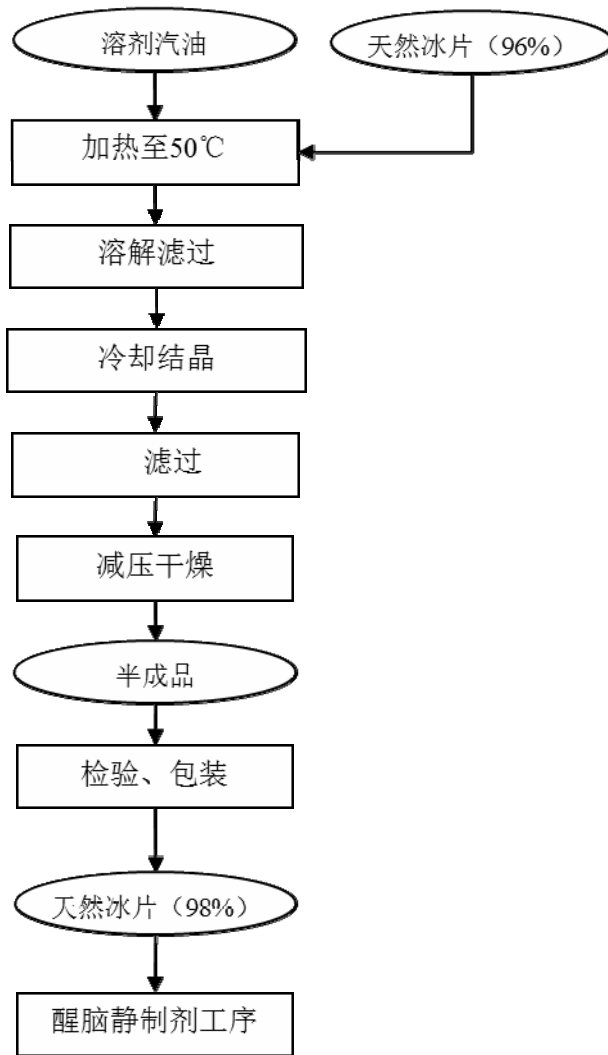 溶剂汽油
天然冰片（96%）
加热至50℃
溶解滤过
冷却结晶
滤过
减压干燥
半成品
检验、包装
天然冰片（98%）
醒脑静制剂工序